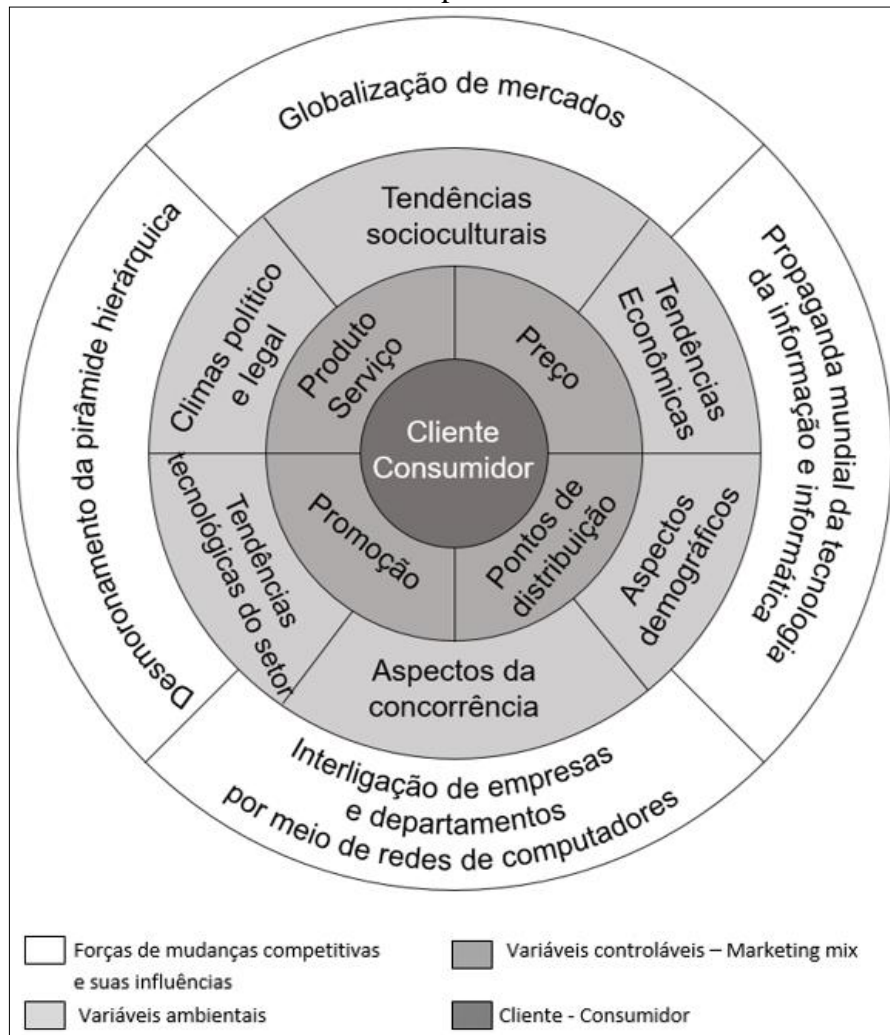 Globalização de mercados
Desmoronamento da pirâmide hierárquica
Propaganda mundial da tecnologia
da informação e informática
Interligação de empresas
e departamentos
por meio de redes de computadores
Tendências
socioculturais
Climas político
e legal
Tendências
Econômicas
Tendências
tecnológicas do setor
Aspectos
demográficos
Aspectos da
concorrência
Produto
Serviço
Preço
Promoção
Pontos de
distribuição
Cliente
Consumidor
Forças de mudanças competitivas
e suas influências
Variáveis controláveis – Marketing mix
Variáveis ambientais
Cliente - Consumidor